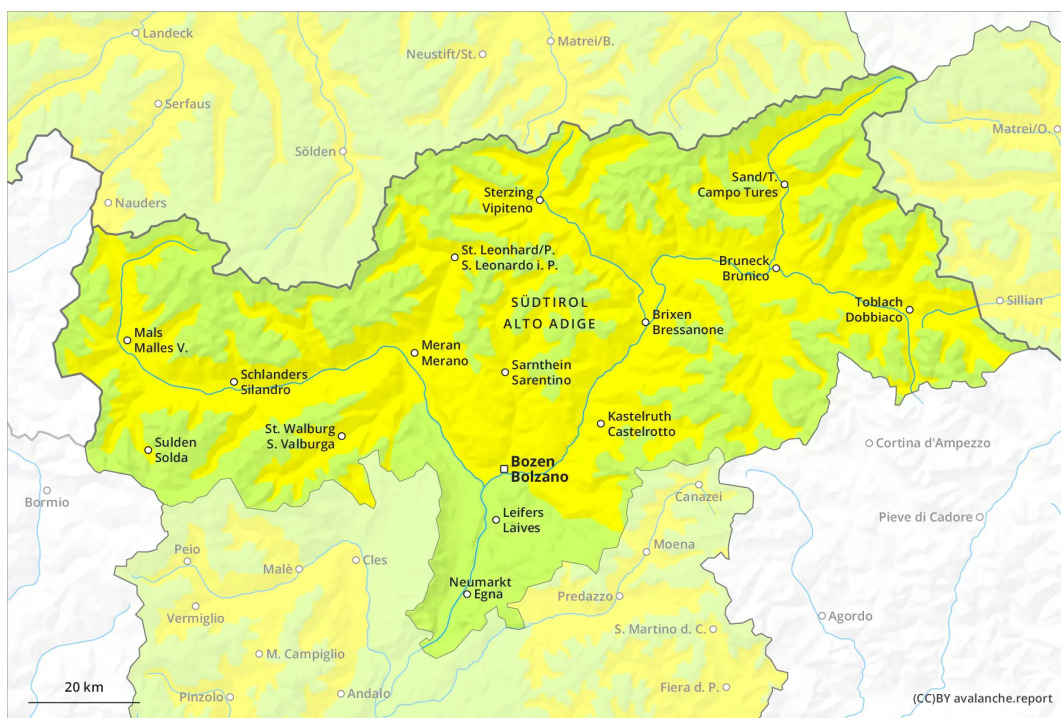 Landeck
Matrei/B.
Neustift/St.
Serfaus
Matrei/O.
Sölden
Sand/T.
Campo Tures
Sterzing
Vipiteno
Nauders
St. Leonhard/P.
S. Leonardo i. P.
Bruneck
Brunico
SÜDTIROL
ALTO ADIGE
Toblach
Dobbiaco
Sillian
Brixen
Bressanone
Mals
Malles V.
Meran
Merano
Sarnthein
Sarentino
Schlanders
Silandro
Kastelruth
Castelrotto
St. Walburg
S. Valburga
Sulden
Solda
Cortina d'Ampezzo
Bozen
Bolzano
Bormio
Canazei
Leifers
Laives
Pieve di Cadore
Peio
Moena
Cles
Malè
Neumarkt
Egna
Predazzo
Vermiglio
Agordo
S. Martino d. C.
M. Campiglio
20 km
Pinzolo
Andalo
Fiera d. P.
(CC)BY avalanche.report